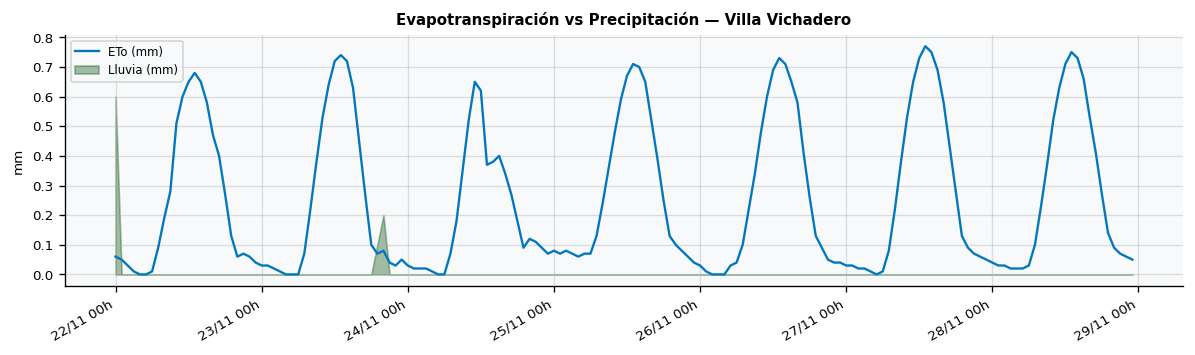 Evapotranspiración vs Precipitación — Villa Vichadero
ETo (mm)
Lluvia (mm)
mm
0.8
0.7
0.6
0.5
0.4
0.3
0.2
0.1
0.0
22/11 00h
23/11 00h
24/11 00h
25/11 00h
26/11 00h
27/11 00h
28/11 00h
29/11 00h